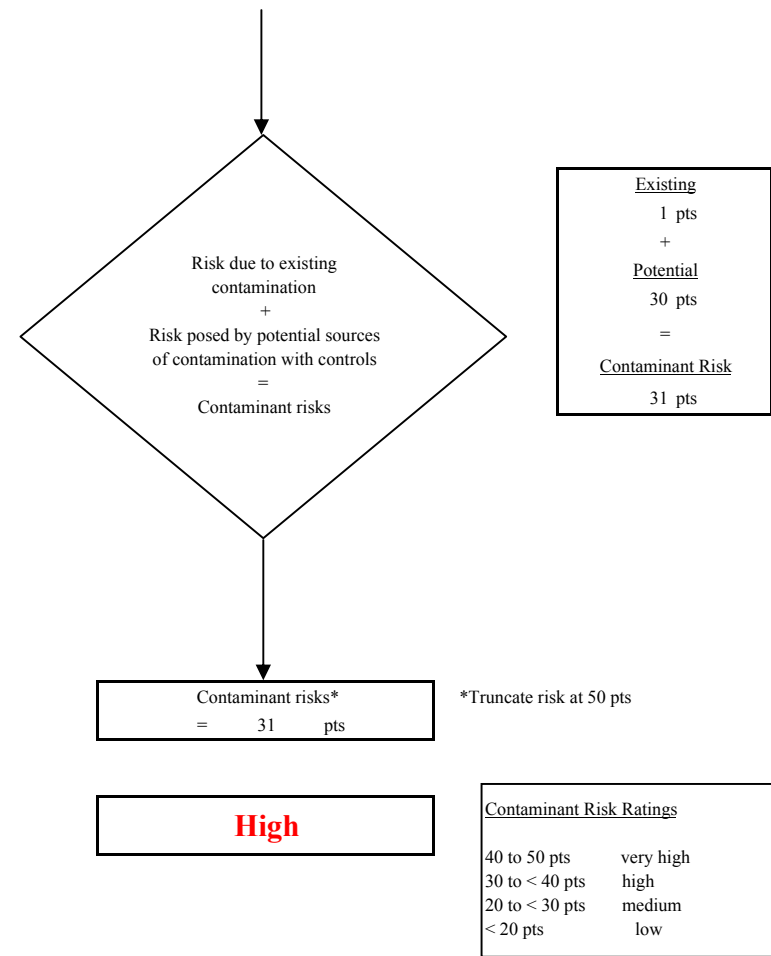 Risk due to existing
contamination
+
Risk posed by potential sources
of contamination with controls
=
Contaminant risks
Existing
1 pts
+
Potential
30 pts
=
Contaminant Risk
31 pts
Contaminant risks*
= 31 pts
*Truncate risk at 50 pts
High
Contaminant Risk Ratings
40 to 50 pts very high
30 to < 40 pts high
20 to < 30 pts medium
< 20 pts low